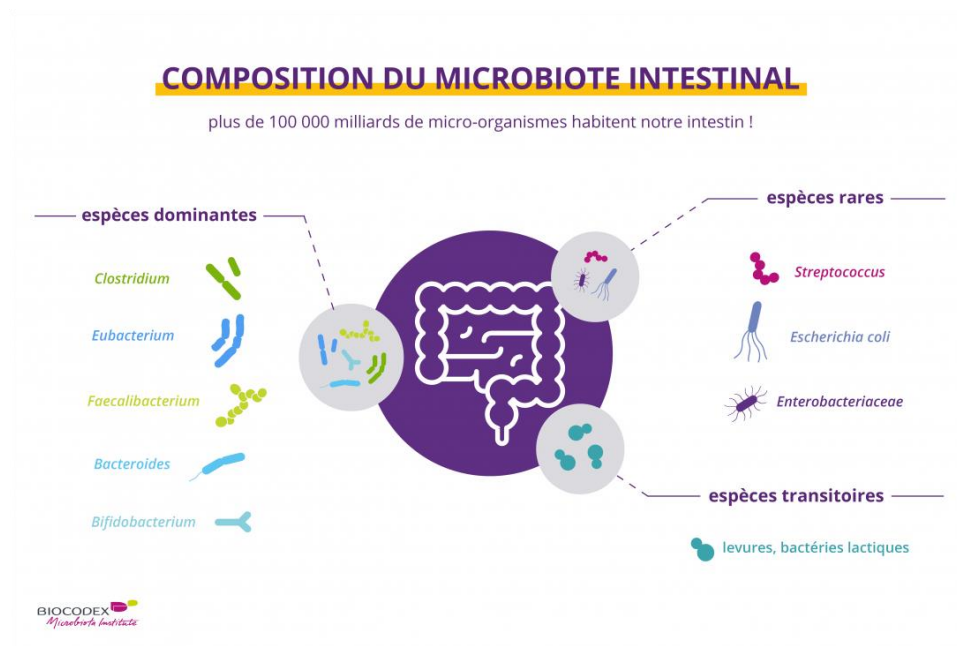 COMPOSITION DU MICROBIOTE INTESTINAL
plus de 100 000 milliards de micro-organismes habitent notre intestin !
espèces dominantes
Clostridium
Eubacterium
Faecalibacterium
Bacteroides
Bifidobacterium
espèces rares
Streptococcus
Escherichia coli
Enterobacteriaceae
espèces transitoires
levures, bactéries lactiques
BIOCODEX
Microbiota Institute